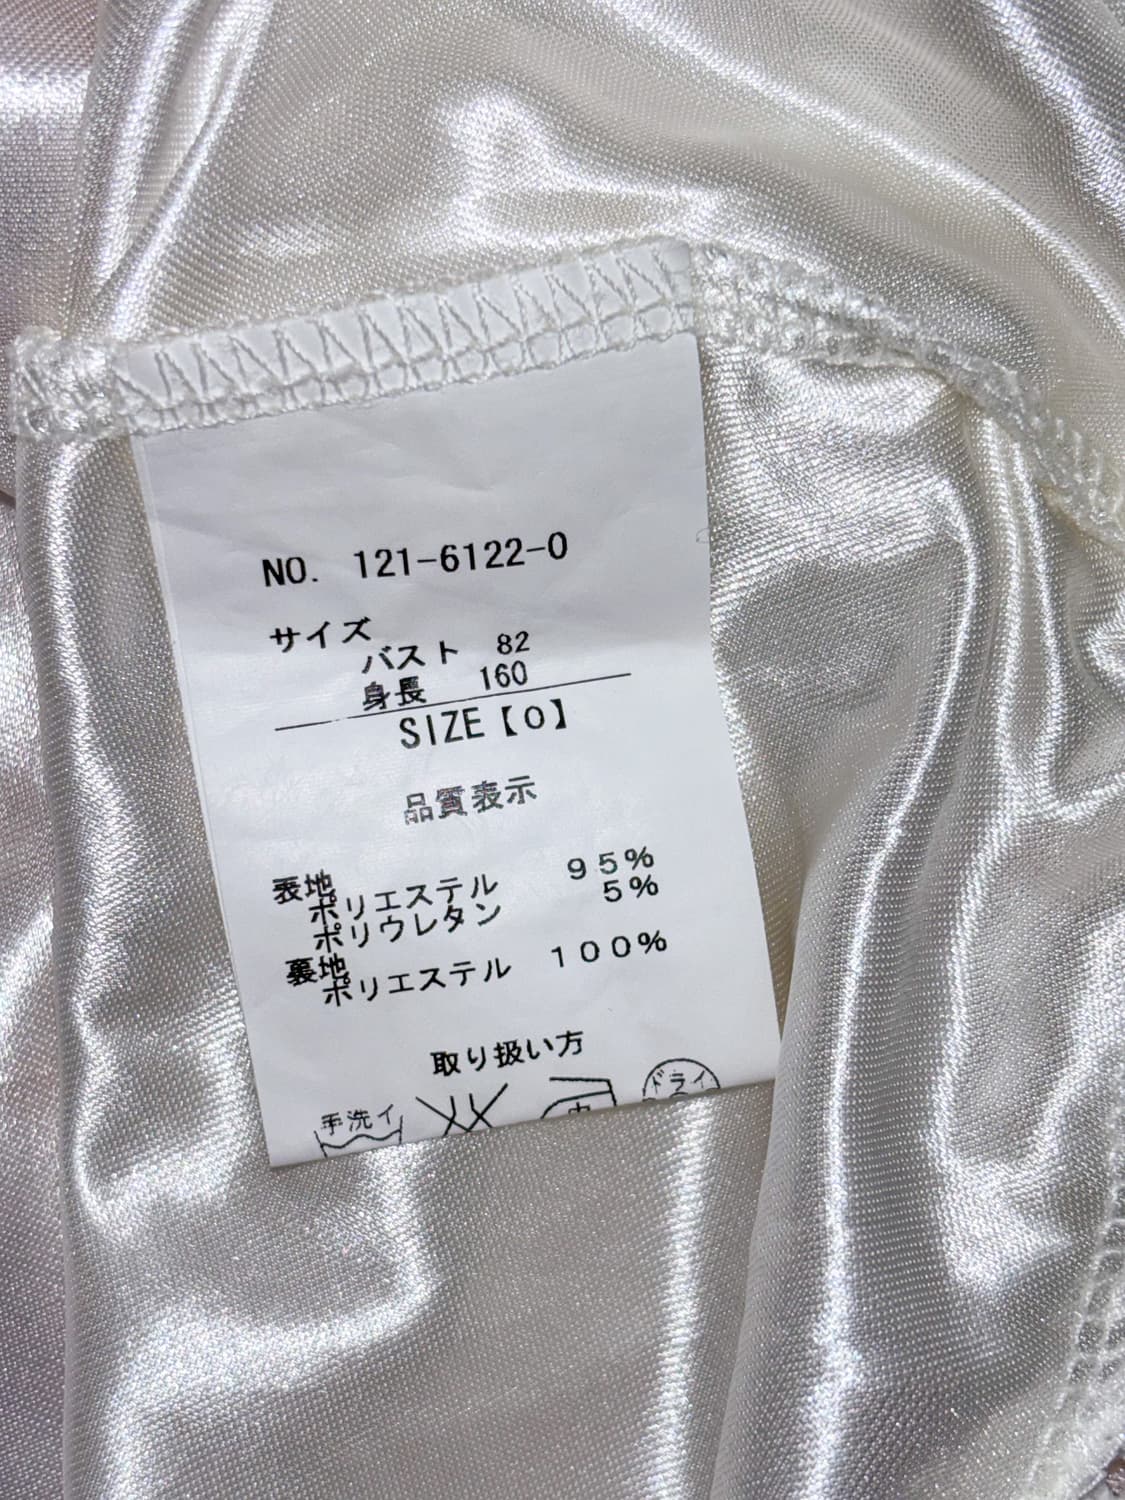 NO. 121-6122-0
サイズ
バスト 82
身長 160
SIZE【0】
品質表示
表地
ポリエステル 95%
ポリウレタン 5%
裏地
ポリエステル 100%
取り扱い方
手洗イ 中 ドライ